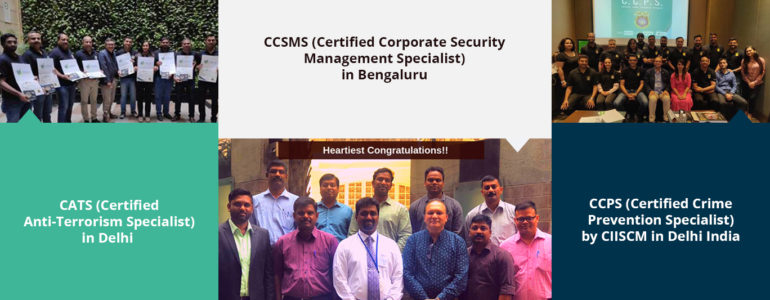 C.C.P.S.
CCSMS (Certified Corporate Security
Management Specialist)
in Bengaluru
Heartiest Congratulations!!
CATS (Certified
Anti-Terrorism Specialist)
in Delhi
CCPS (Certified Crime
Prevention Specialist)
by CIISCM in Delhi India